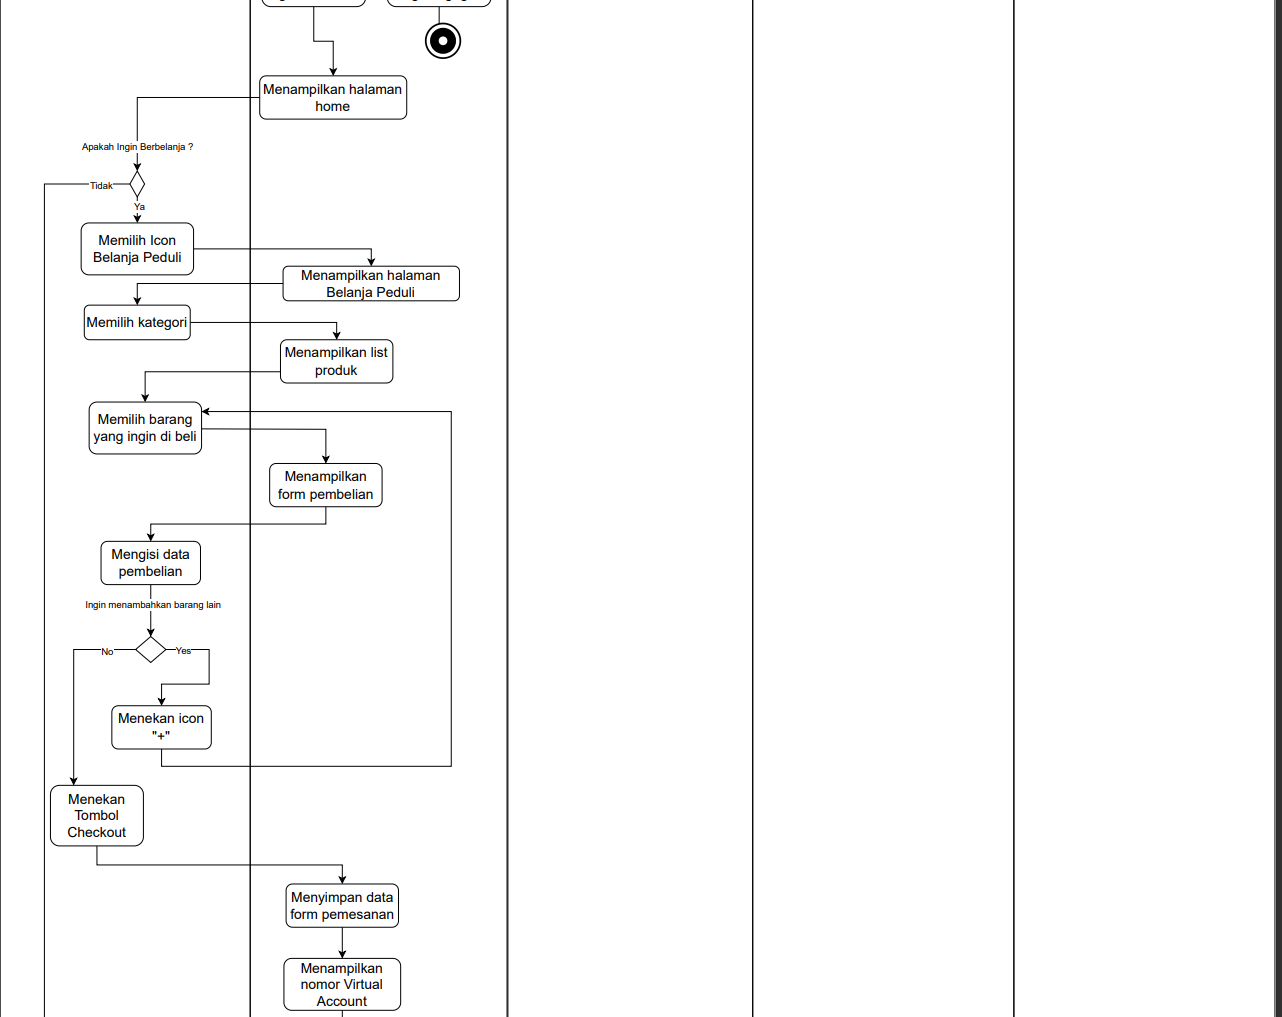 Menampilkan halaman
home
Apakah Ingin Berbelanja ?
Tidak
Ya
Memilih Icon
Belanja Peduli
Menampilkan halaman
Belanja Peduli
Memilih kategori
Menampilkan list
produk
Memilih barang
yang ingin di beli
Menampilkan
form pembelian
Mengisi data
pembelian
Ingin menambahkan barang lain
No
Yes
Menekan icon
"+"
Menekan
Tombol
Checkout
Menyimpan data
form pemesanan
Menampilkan
nomor Virtual
Account